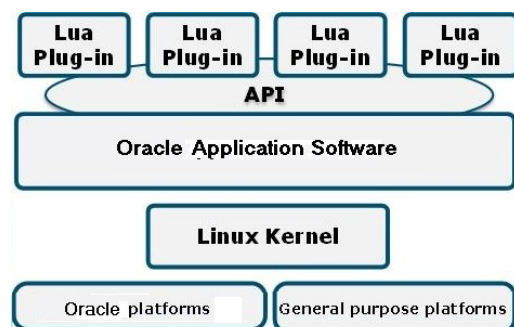 Lua Plug-in
Lua Plug-in
Lua Plug-in
Lua Plug-in
API
Oracle Application Software
Linux Kernel
Oracle platforms
General purpose platforms